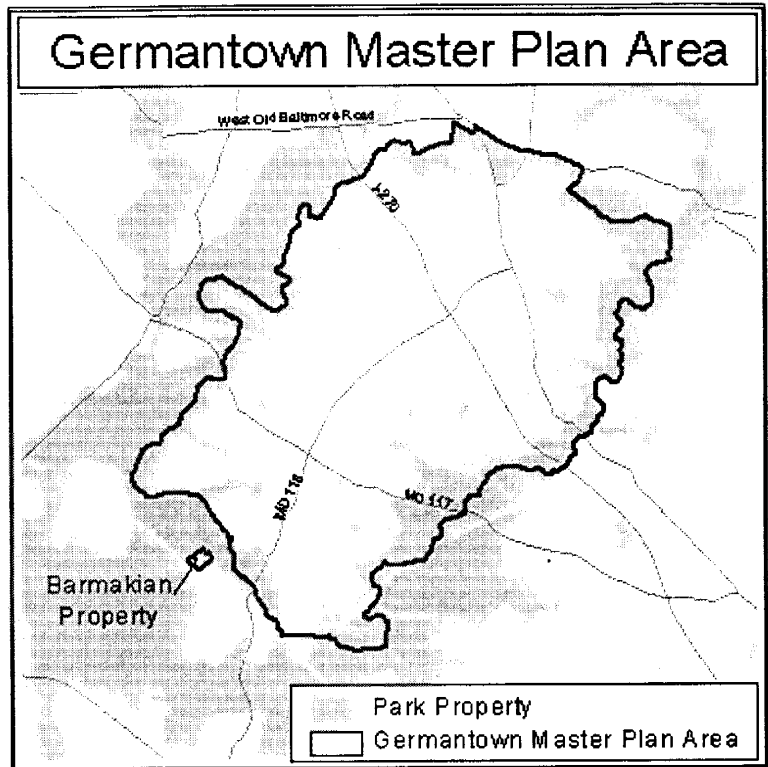 Germantown Master Plan Area
West Old Baltimore Road
I-270
MD 118
MD 117
Barmakian
Property
Park Property
Germantown Master Plan Area